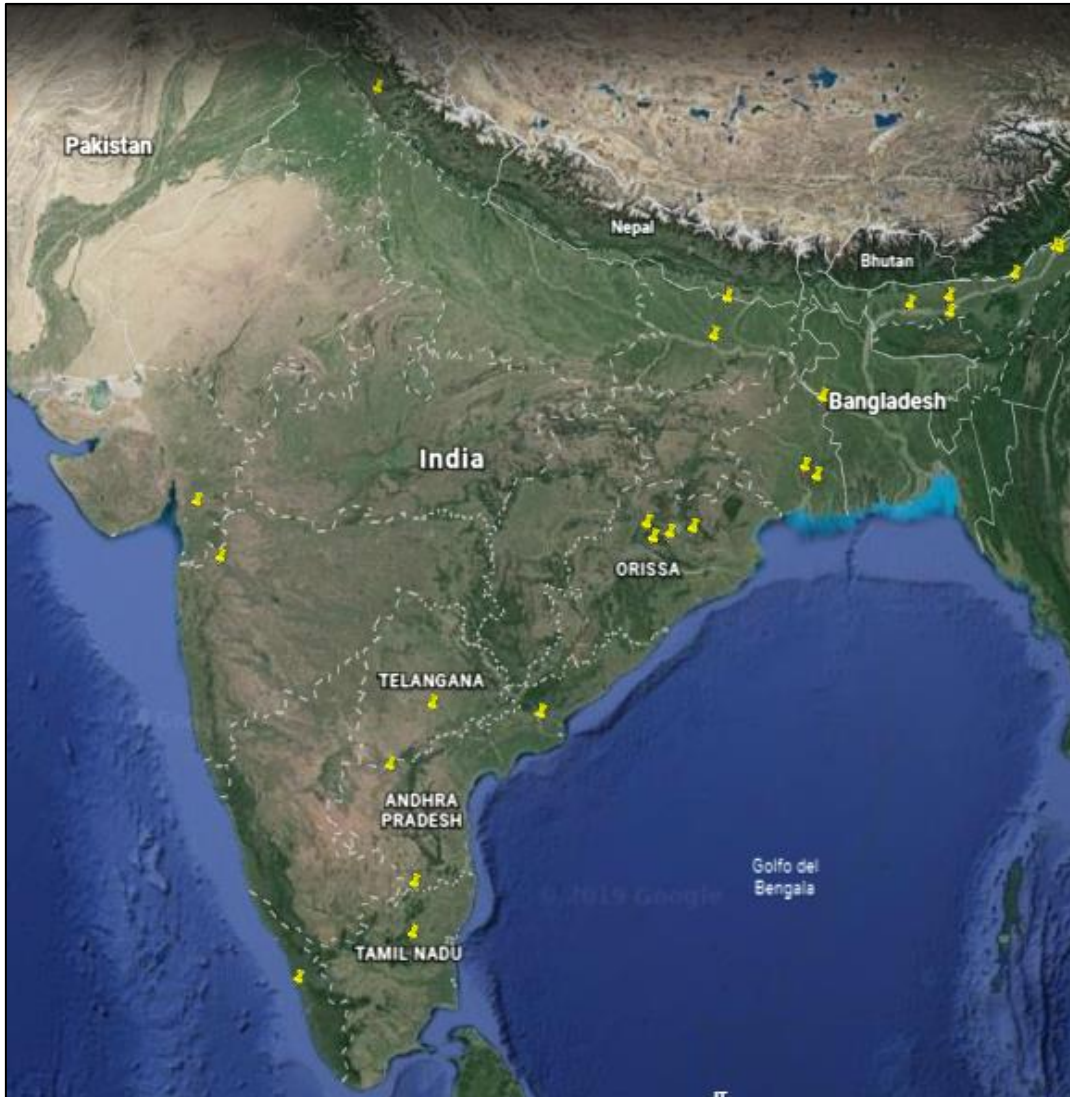 Pakistan
Nepal
Bhutan
Bangladesh
India
ORISSA
TELANGANA
ANDHRA
PRADESH
Golfo del
Bengala
© 2019 Google
TAMIL NADU